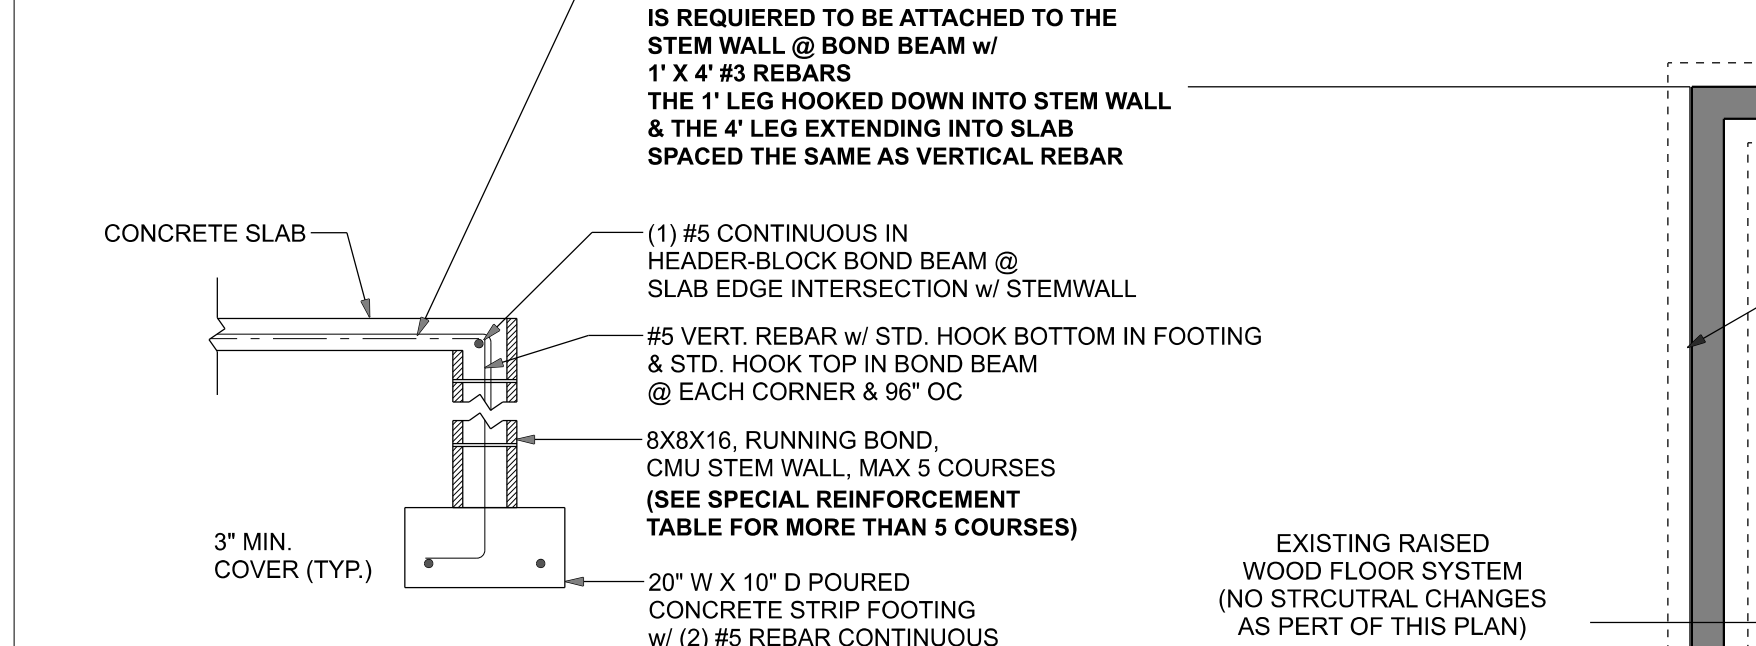 IS REQUIERED TO BE ATTACHED TO THE
STEM WALL @ BOND BEAM w/
1' X 4' #3 REBARS
THE 1' LEG HOOKED DOWN INTO STEM WALL
& THE 4' LEG EXTENDING INTO SLAB
SPACED THE SAME AS VERTICAL REBAR
CONCRETE SLAB
(1) #5 CONTINUOUS IN
HEADER-BLOCK BOND BEAM @
SLAB EDGE INTERSECTION w/ STEMWALL
#5 VERT. REBAR w/ STD. HOOK BOTTOM IN FOOTING
& STD. HOOK TOP IN BOND BEAM
@ EACH CORNER & 96" OC
8X8X16, RUNNING BOND,
CMU STEM WALL, MAX 5 COURSES
(SEE SPECIAL REINFORCEMENT
TABLE FOR MORE THAN 5 COURSES)
3" MIN.
COVER (TYP.)
20" W X 10" D POURED
CONCRETE STRIP FOOTING
w/ (2) #5 REBAR CONTINUOUS
EXISTING RAISED
WOOD FLOOR SYSTEM
(NO STRCUTRAL CHANGES
AS PERT OF THIS PLAN)